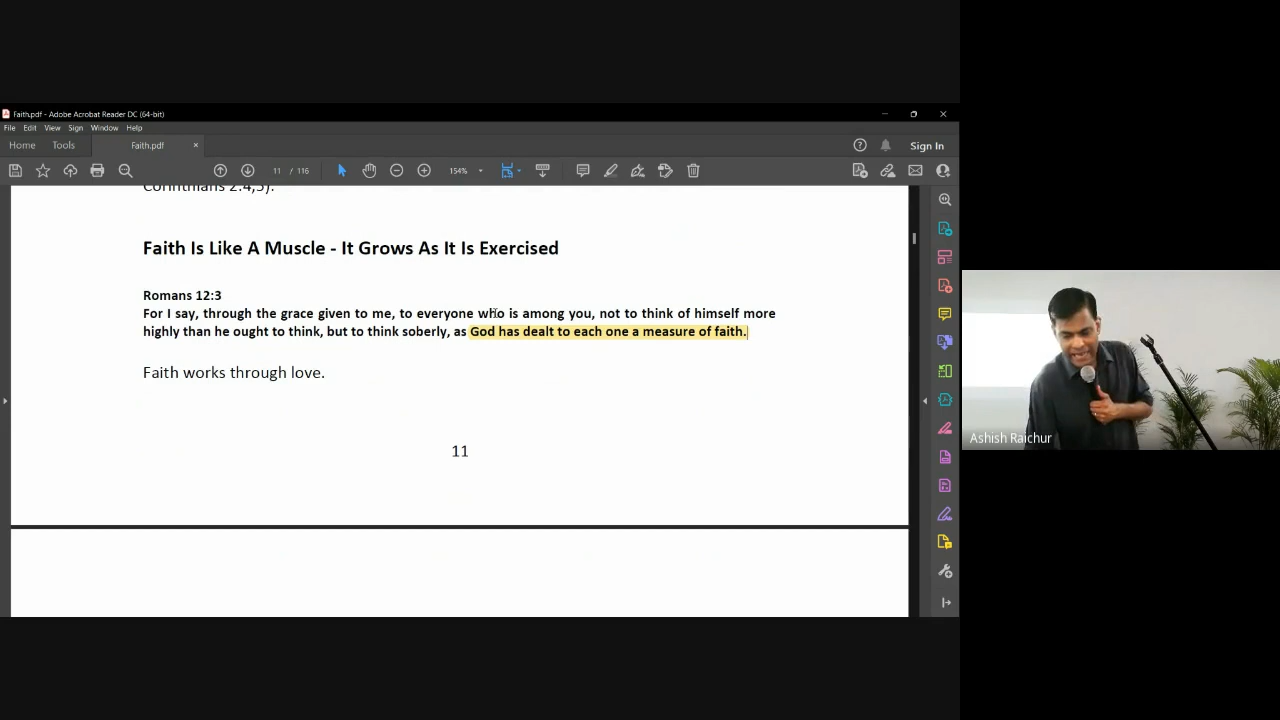 Faith.pdf - Adobe Acrobat Reader DC (64-bit)
File Edit View Sign Window Help
Home Tools Faith.pdf × Sign In
11 / 116 154%
Corinthians 2:4,5).
Faith Is Like A Muscle - It Grows As It Is Exercised
Romans 12:3
For I say, through the grace given to me, to everyone who is among you, not to think of himself more
highly than he ought to think, but to think soberly, as God has dealt to each one a measure of faith.
Faith works through love.
11
Ashish Raichur